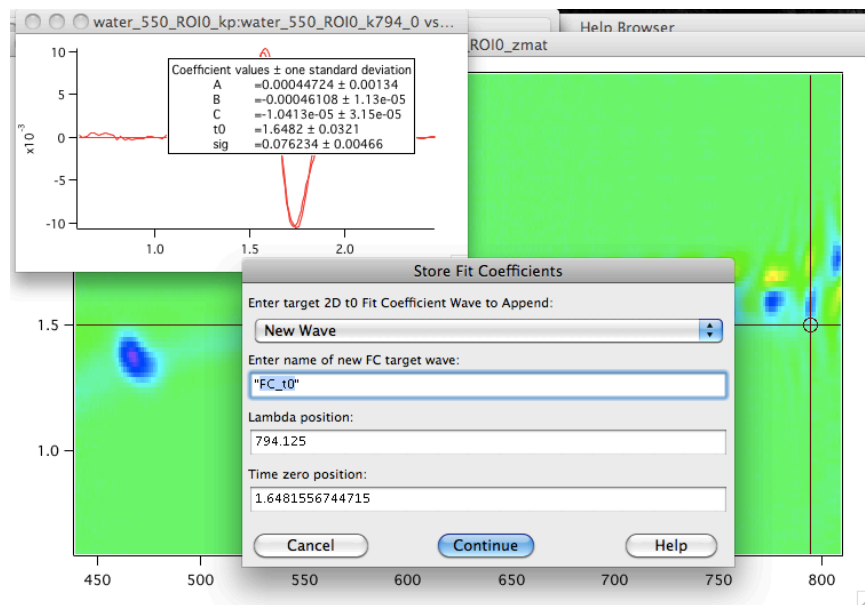 water_550_ROI0_kp:water_550_ROI0_k794_0 vs...
Help Browser
_ROI0_zmat
10
5
0
-5
-10
x10⁻³
1.0
1.5
2.0
Coefficient values ± one standard deviation
A =0.00044724 ± 0.00134
B =-0.00046108 ± 1.13e-05
C =-1.0413e-05 ± 3.15e-05
t0 =1.6482 ± 0.0321
sig =0.076234 ± 0.00466
1.5
1.0
450
500
550
600
650
700
750
800
Store Fit Coefficients
Enter target 2D t0 Fit Coefficient Wave to Append:
New Wave
Enter name of new FC target wave:
"FC_t0"
Lambda position:
794.125
Time zero position:
1.6481556744715
Cancel
Continue
Help